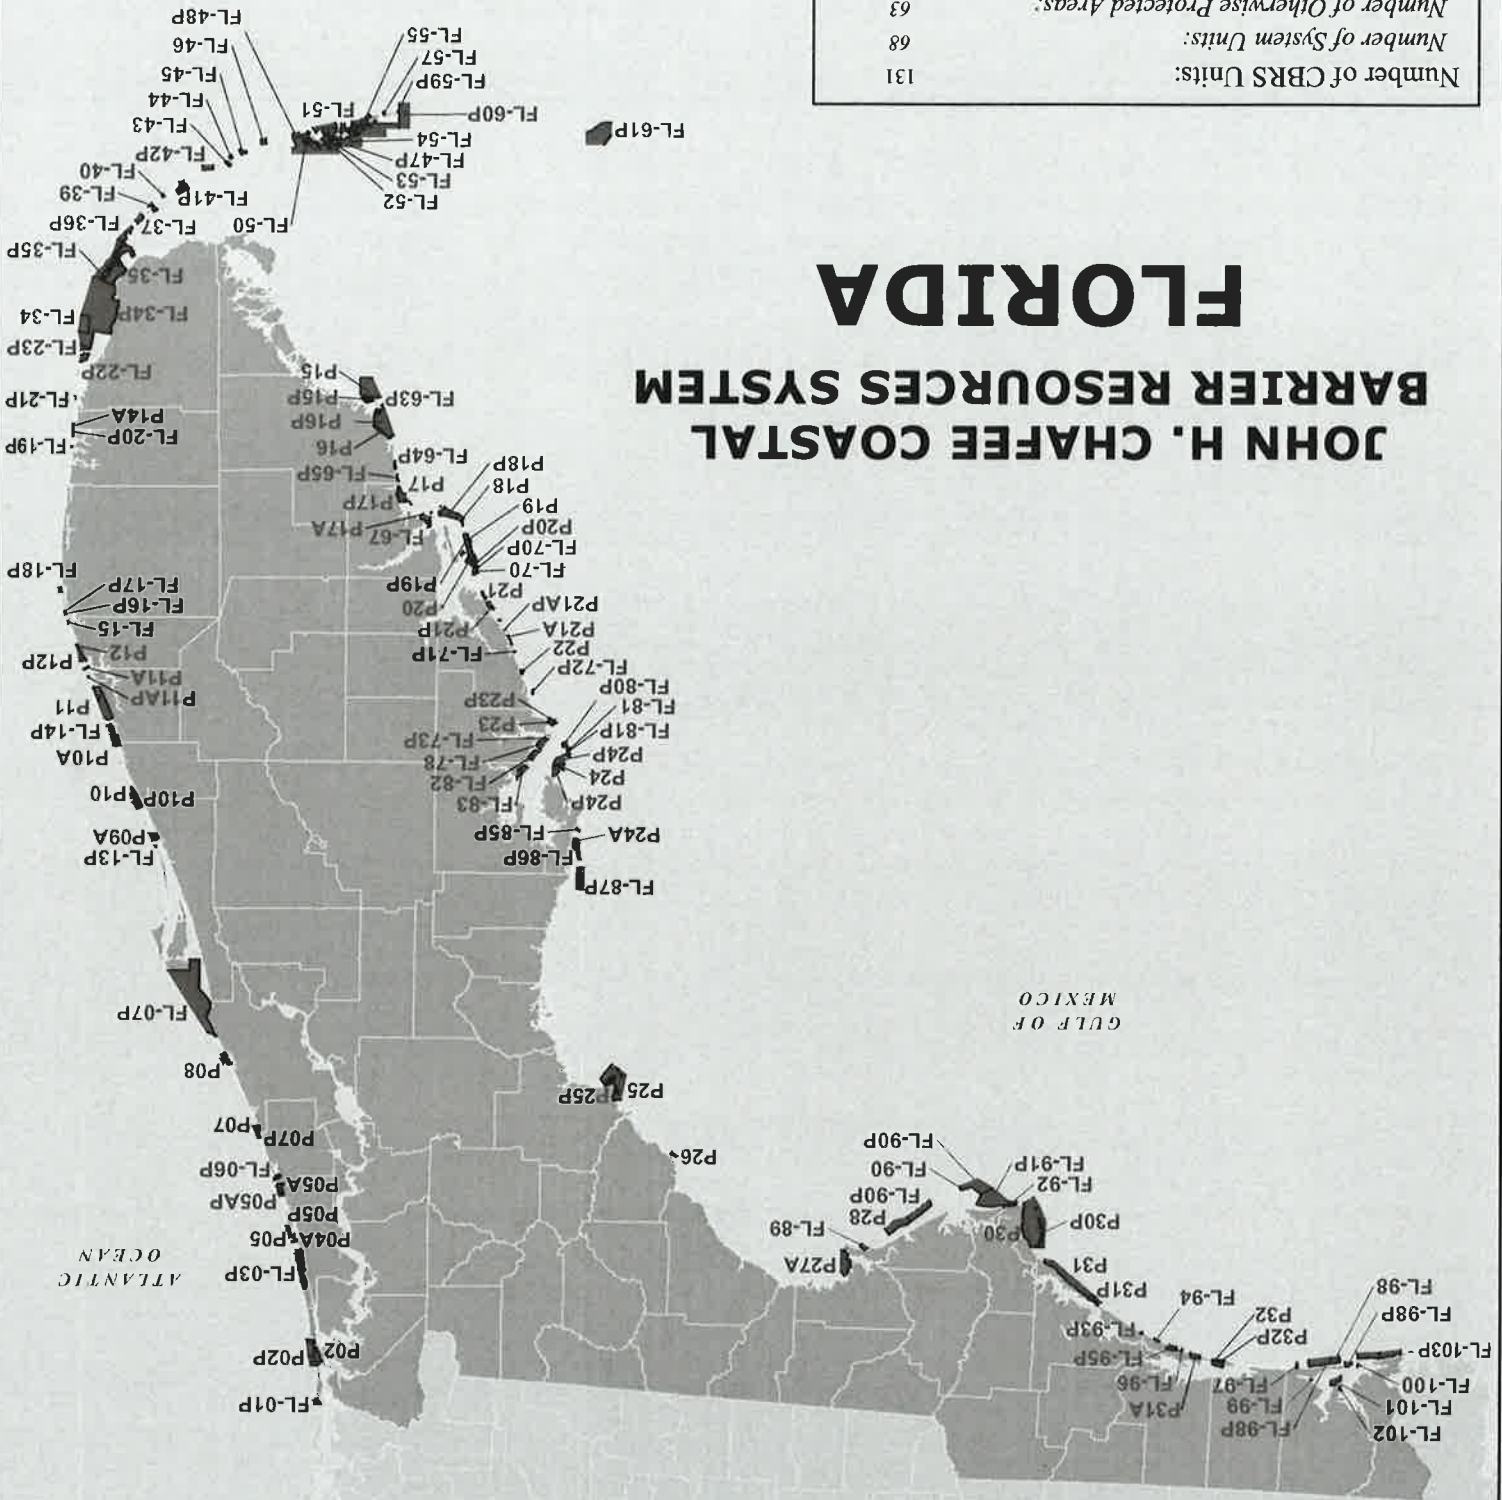 FL-102
FL-98P
FL-101
FL-99
P31A
FL-01P
FL-100
FL-97
FL-96
FL-103P
FL-95P
P02
P02P
P32P
FL-93P
FL-98P
P32
FL-94
P31P
FL-98
P31
P27A
FL-03P
ATLANTIC
OCEAN
P04A
P05
P30
FL-89
P30P
P28
P05P
FL-90P
P05AP
FL-92
P05A
FL-91P
FL-90
FL-06P
P26
FL-90P
P07P
P07
P25P
P25
P08
GULF OF
MEXICO
FL-07P
FL-87P
FL-86P
FL-13P
P24A
FL-85P
P09A
P24P
FL-83
P10P
P10
FL-82
P24
FL-78
P24P
P10A
FL-73P
FL-81P
FL-14P
P23
FL-81
P11
P23P
FL-80P
P11AP
P11A
FL-72P
P12P
P12
FL-71P
P22
P21P
P21A
FL-15
P20
P21AP
FL-16P
P19P
P21
FL-17P
FL-70
FL-18P
FL-70P
FL-67
P17A
P20P
P19
P17P
P18
P17
FL-65P
P18P
FL-64P
P16
FL-19P
JOHN H. CHAFEE COASTAL
BARRIER RESOURCES SYSTEM
FLORIDA
FL-20P
P16P
P14A
FL-63P
P15P
FL-21P
P15
FL-22P
FL-23P
FL-34P
FL-34
FL-35
FL-35P
FL-50
FL-37
FL-36P
FL-52
FL-41P
FL-39
FL-53
FL-40
FL-47P
FL-42P
FL-54
FL-61P
FL-43
FL-60P
FL-51
FL-44
FL-59P
FL-45
FL-57
FL-46
FL-55
FL-48P
Number of CBRS Units: 131
Number of System Units: 68
Number of Otherwise Protected Areas: 63